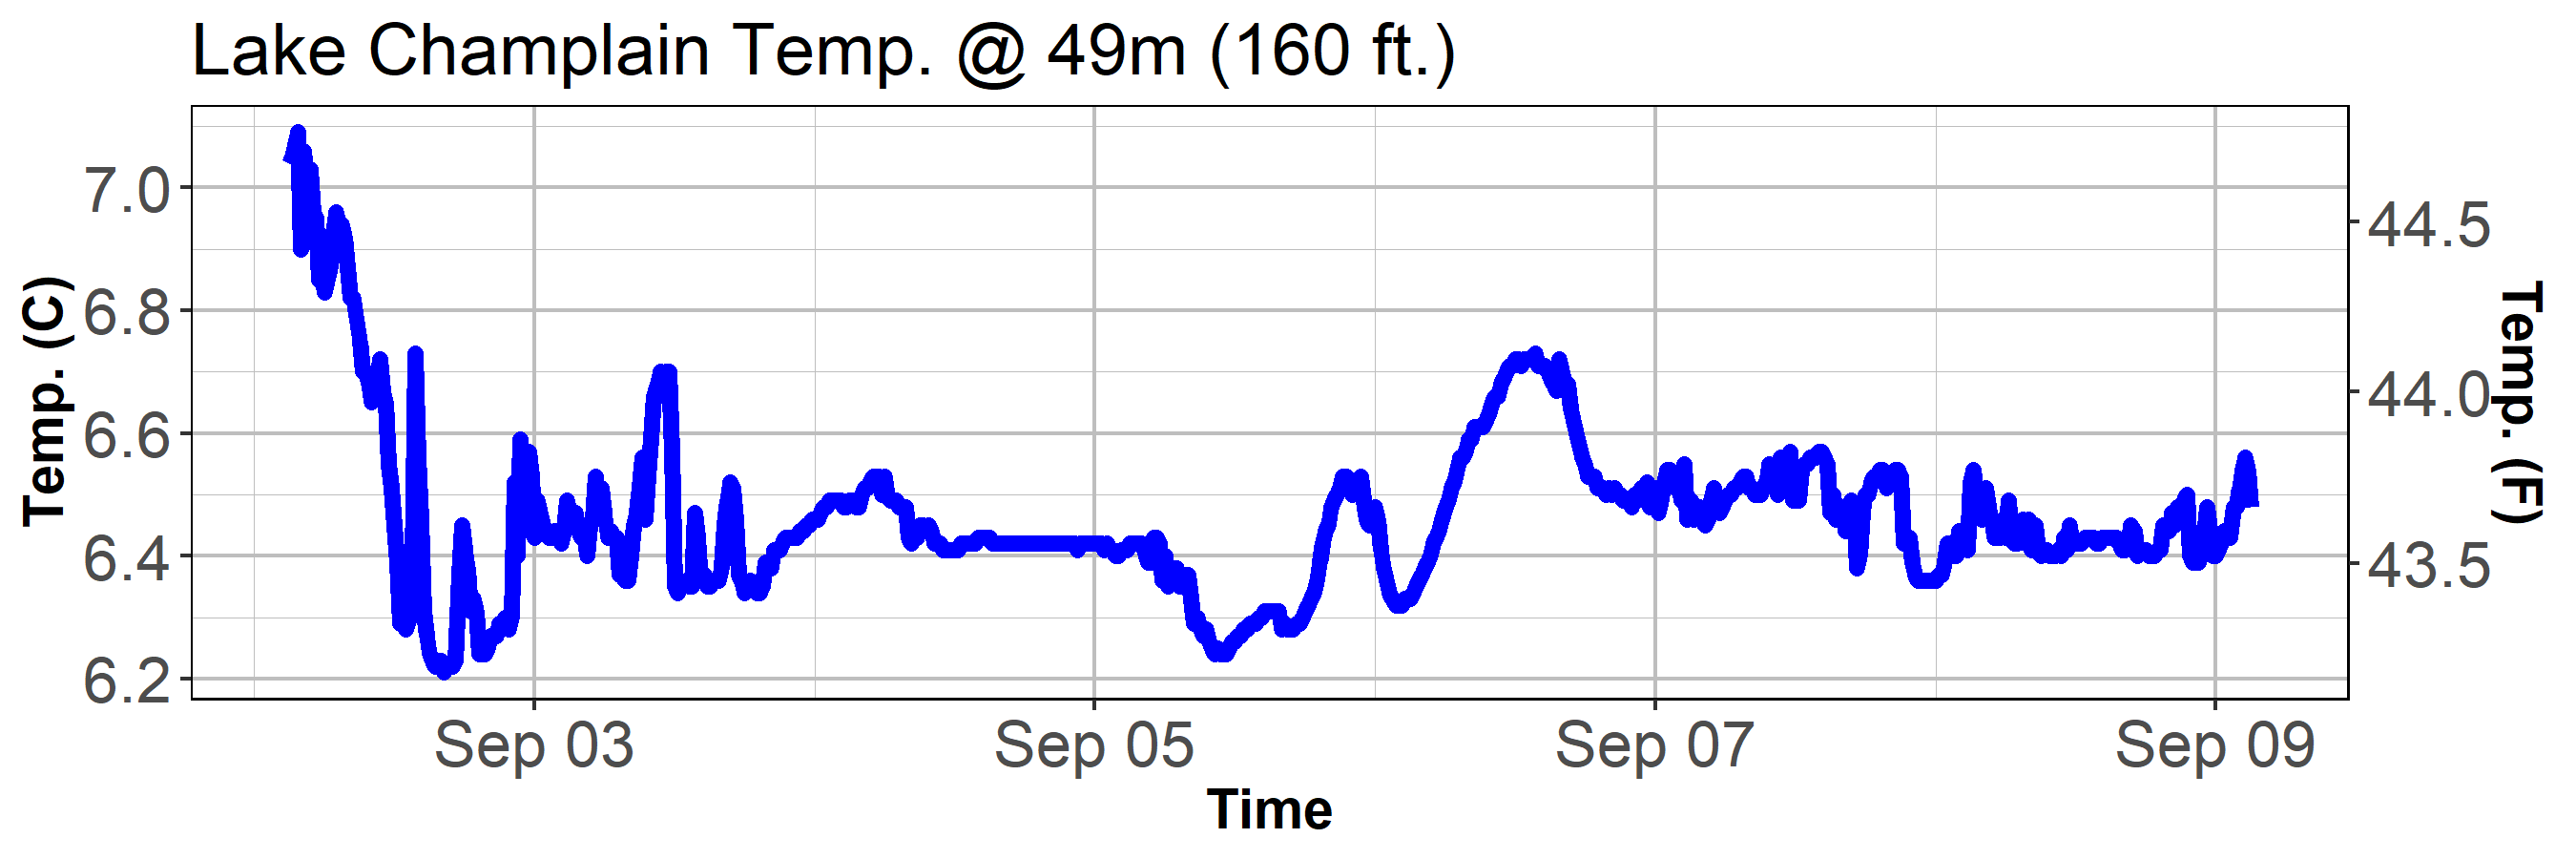 Lake Champlain Temp. @ 49m (160 ft.)
Temp. (C)
7.0
6.8
6.6
6.4
6.2
44.5
44.0
43.5
Temp. (F)
Sep 03 Sep 05 Sep 07 Sep 09
Time